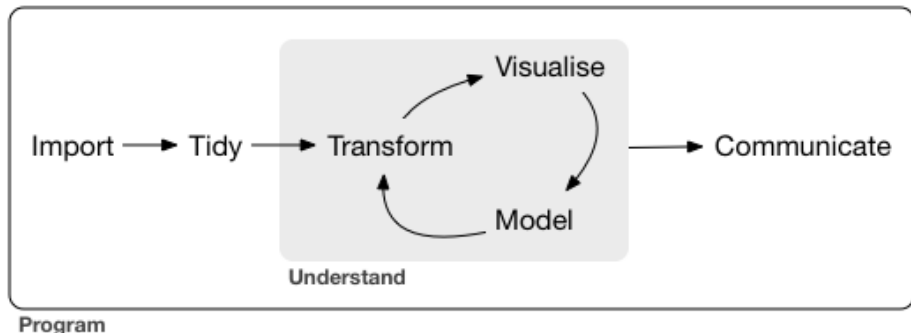 Visualise
Import
Tidy
Transform
Communicate
Model
Understand
Program